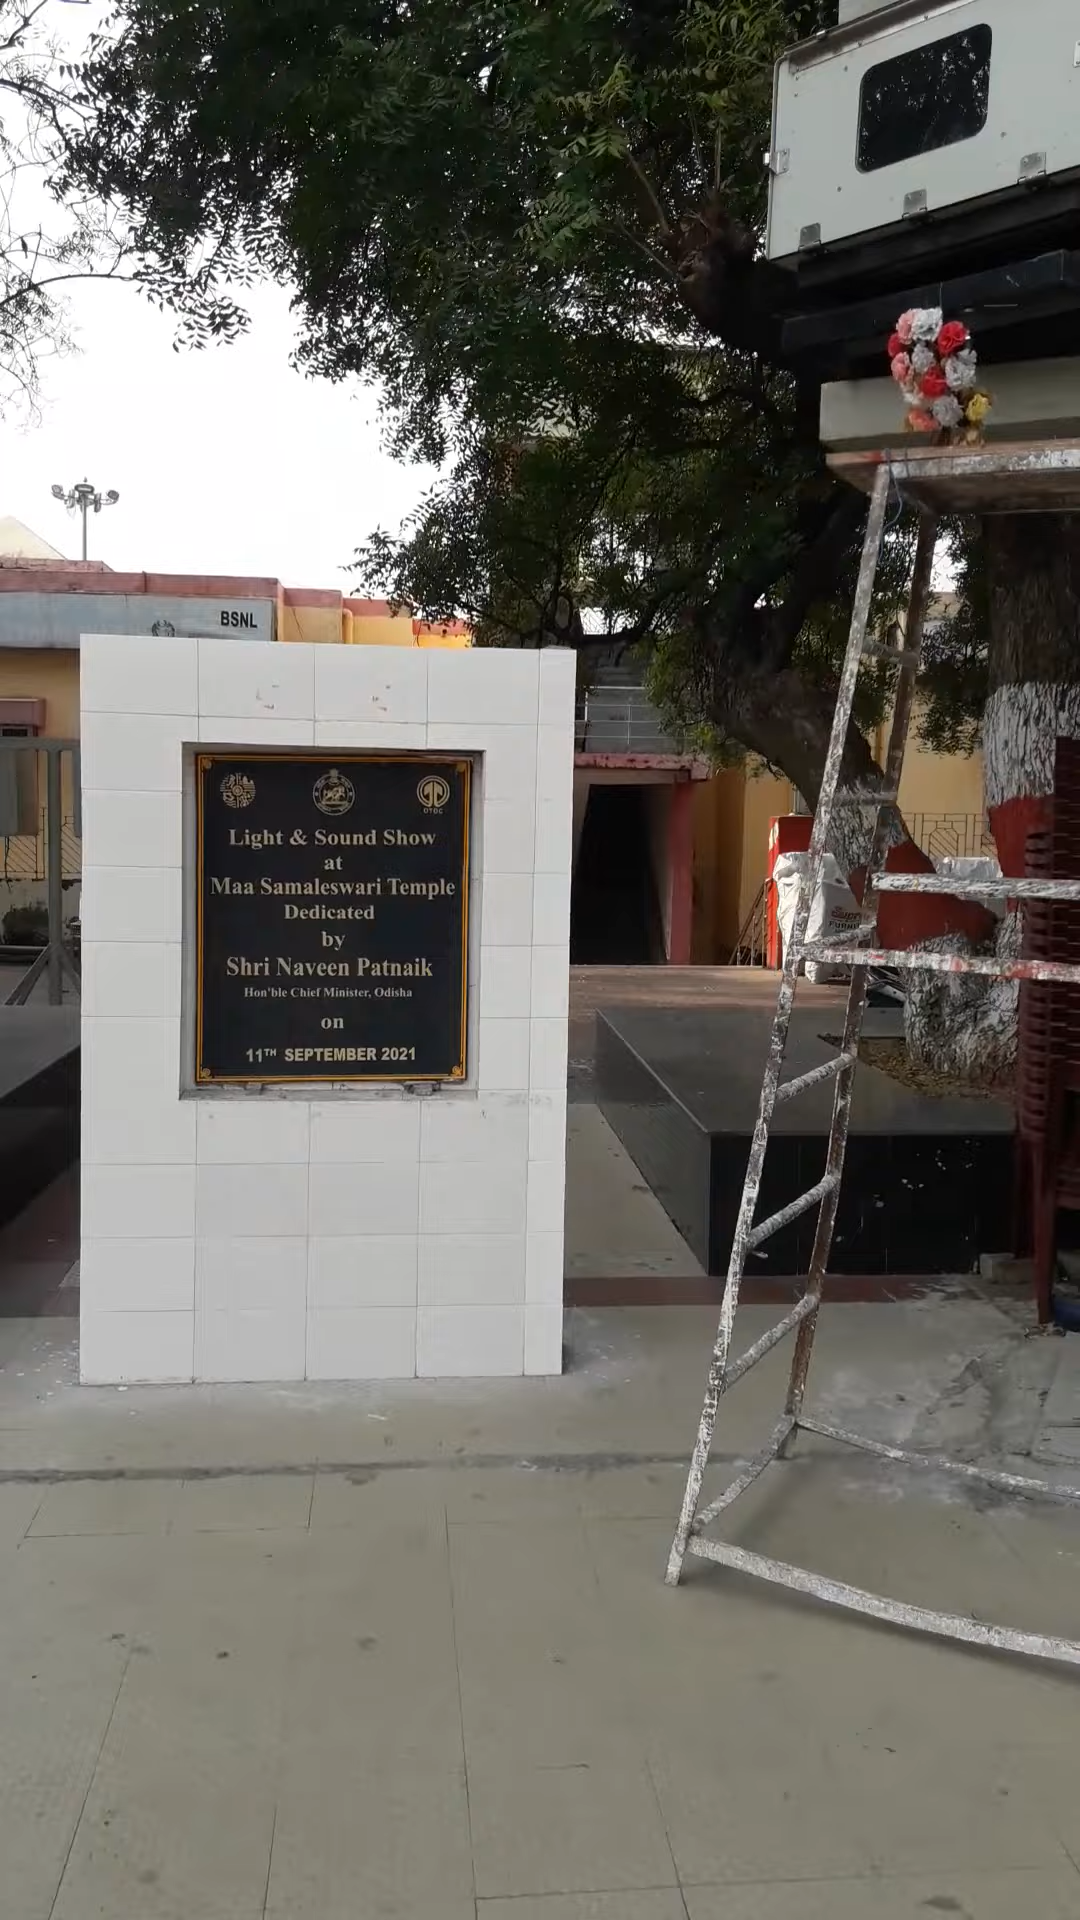 BSNL
OTDC
Light & Sound Show
at
Maa Samaleswari Temple
Dedicated
by
Shri Naveen Patnaik
Hon'ble Chief Minister, Odisha
on
11TH SEPTEMBER 2021